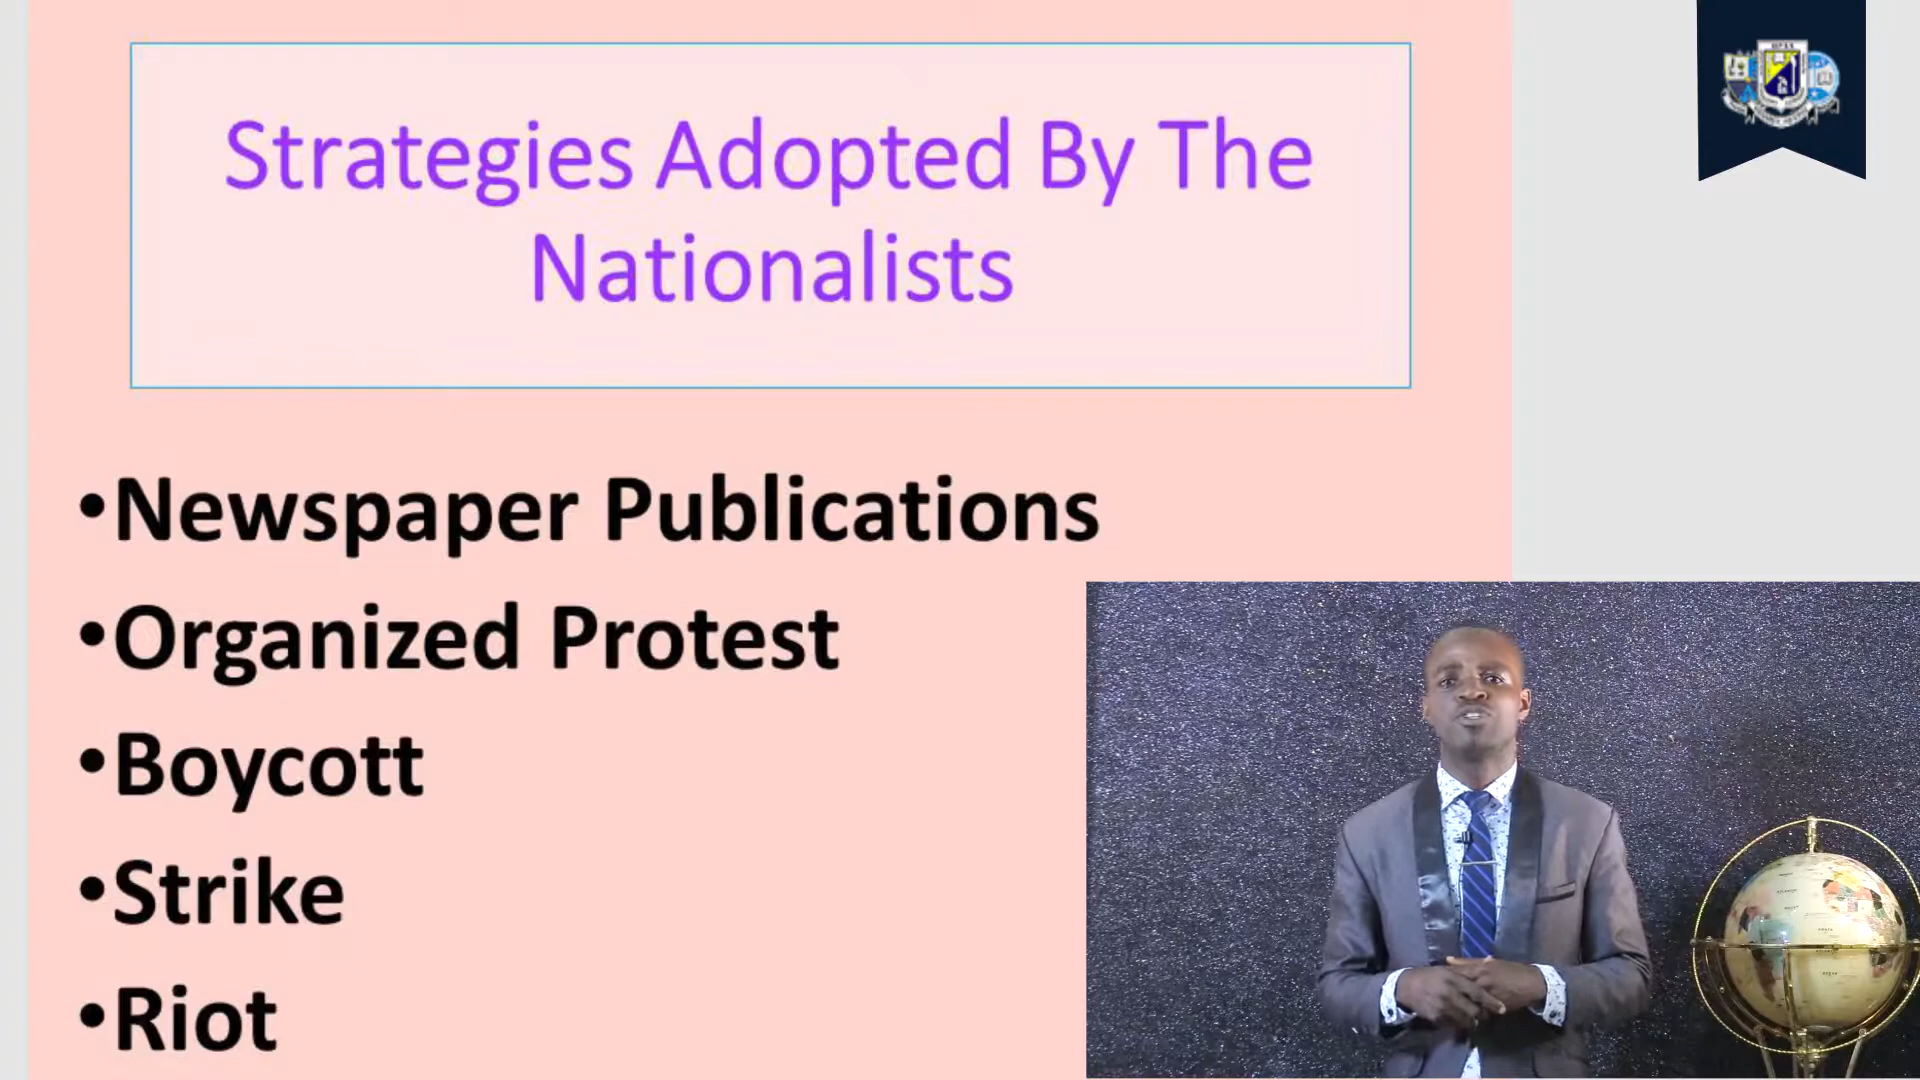 Strategies Adopted By The
Nationalists
•Newspaper Publications
•Organized Protest
•Boycott
•Strike
•Riot